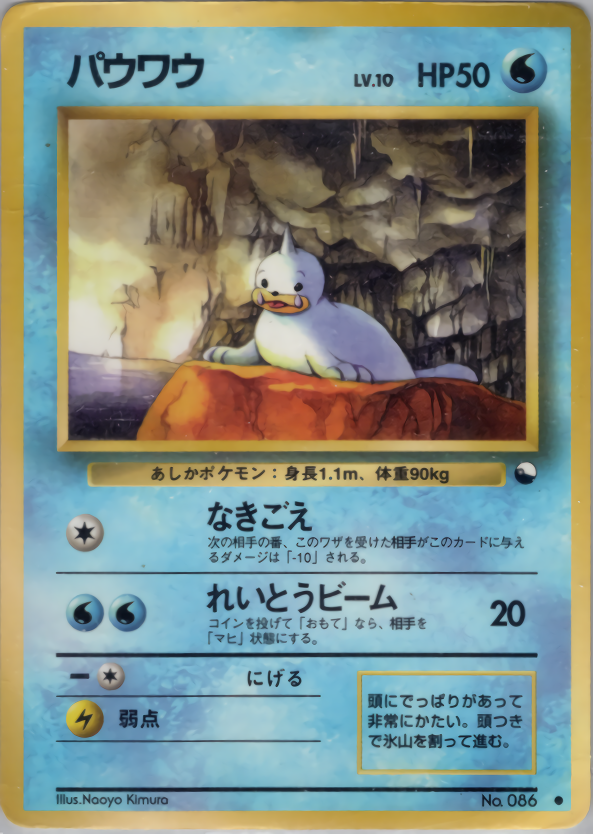 パウワウ LV.10 HP50
あしかポケモン：身長1.1m、体重90kg
なきごえ
次の相手の番、このワザを受けた相手がこのカードに与え
るダメージは「-10」される。
れいとうビーム 20
コインを投げて「おもて」なら、相手を
「マヒ」状態にする。
にげる
弱点
頭にでっぱりがあって
非常にかたい。頭つき
で氷山を割って進む。
Illus.Naoyo Kimura No. 086